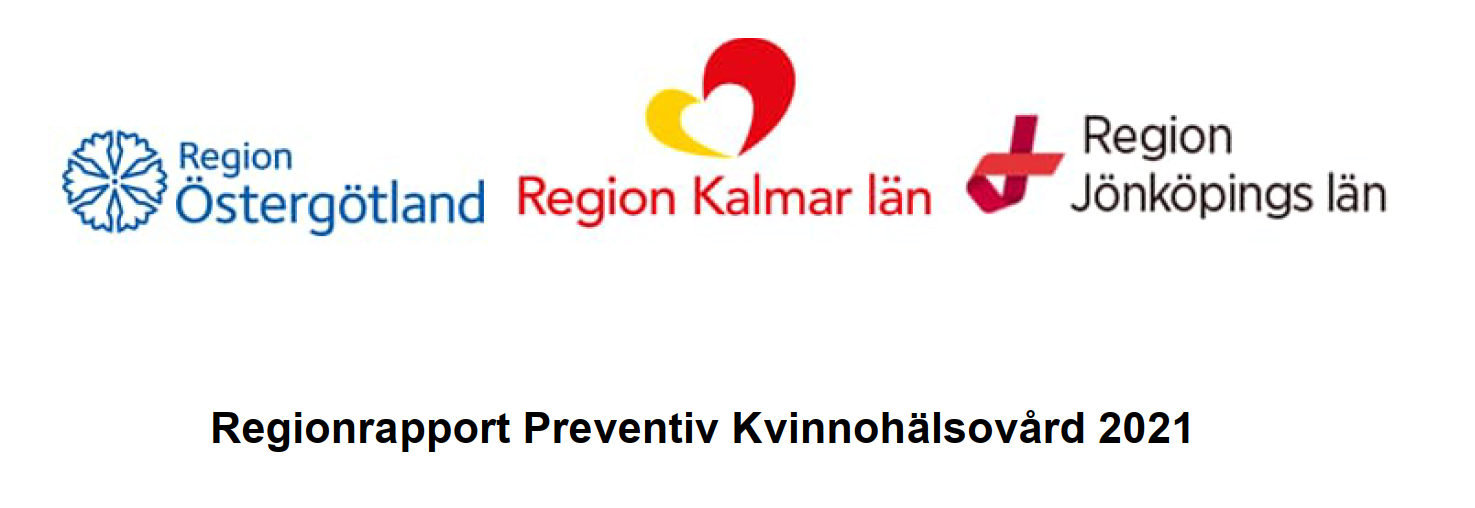 Region
Östergötland
Region Kalmar län
Region
Jönköpings län
Regionrapport Preventiv Kvinnohälsovård 2021